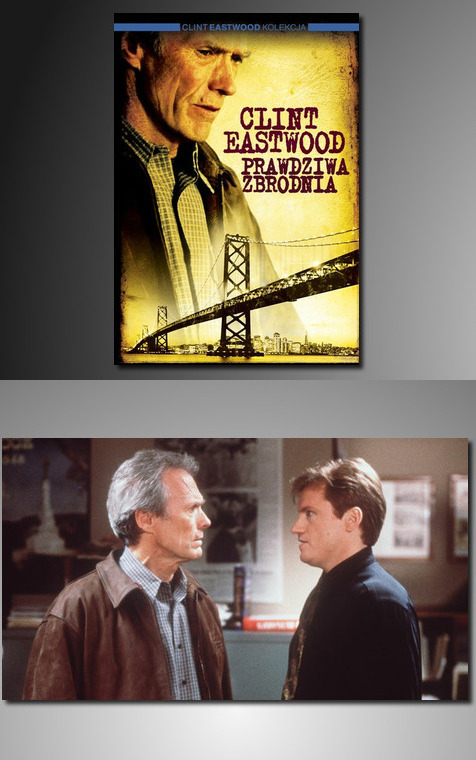 CLINT EASTWOOD KOLEKCJA
CLINT
EASTWOOD
PRAWDZIWA
ZBRODNIA